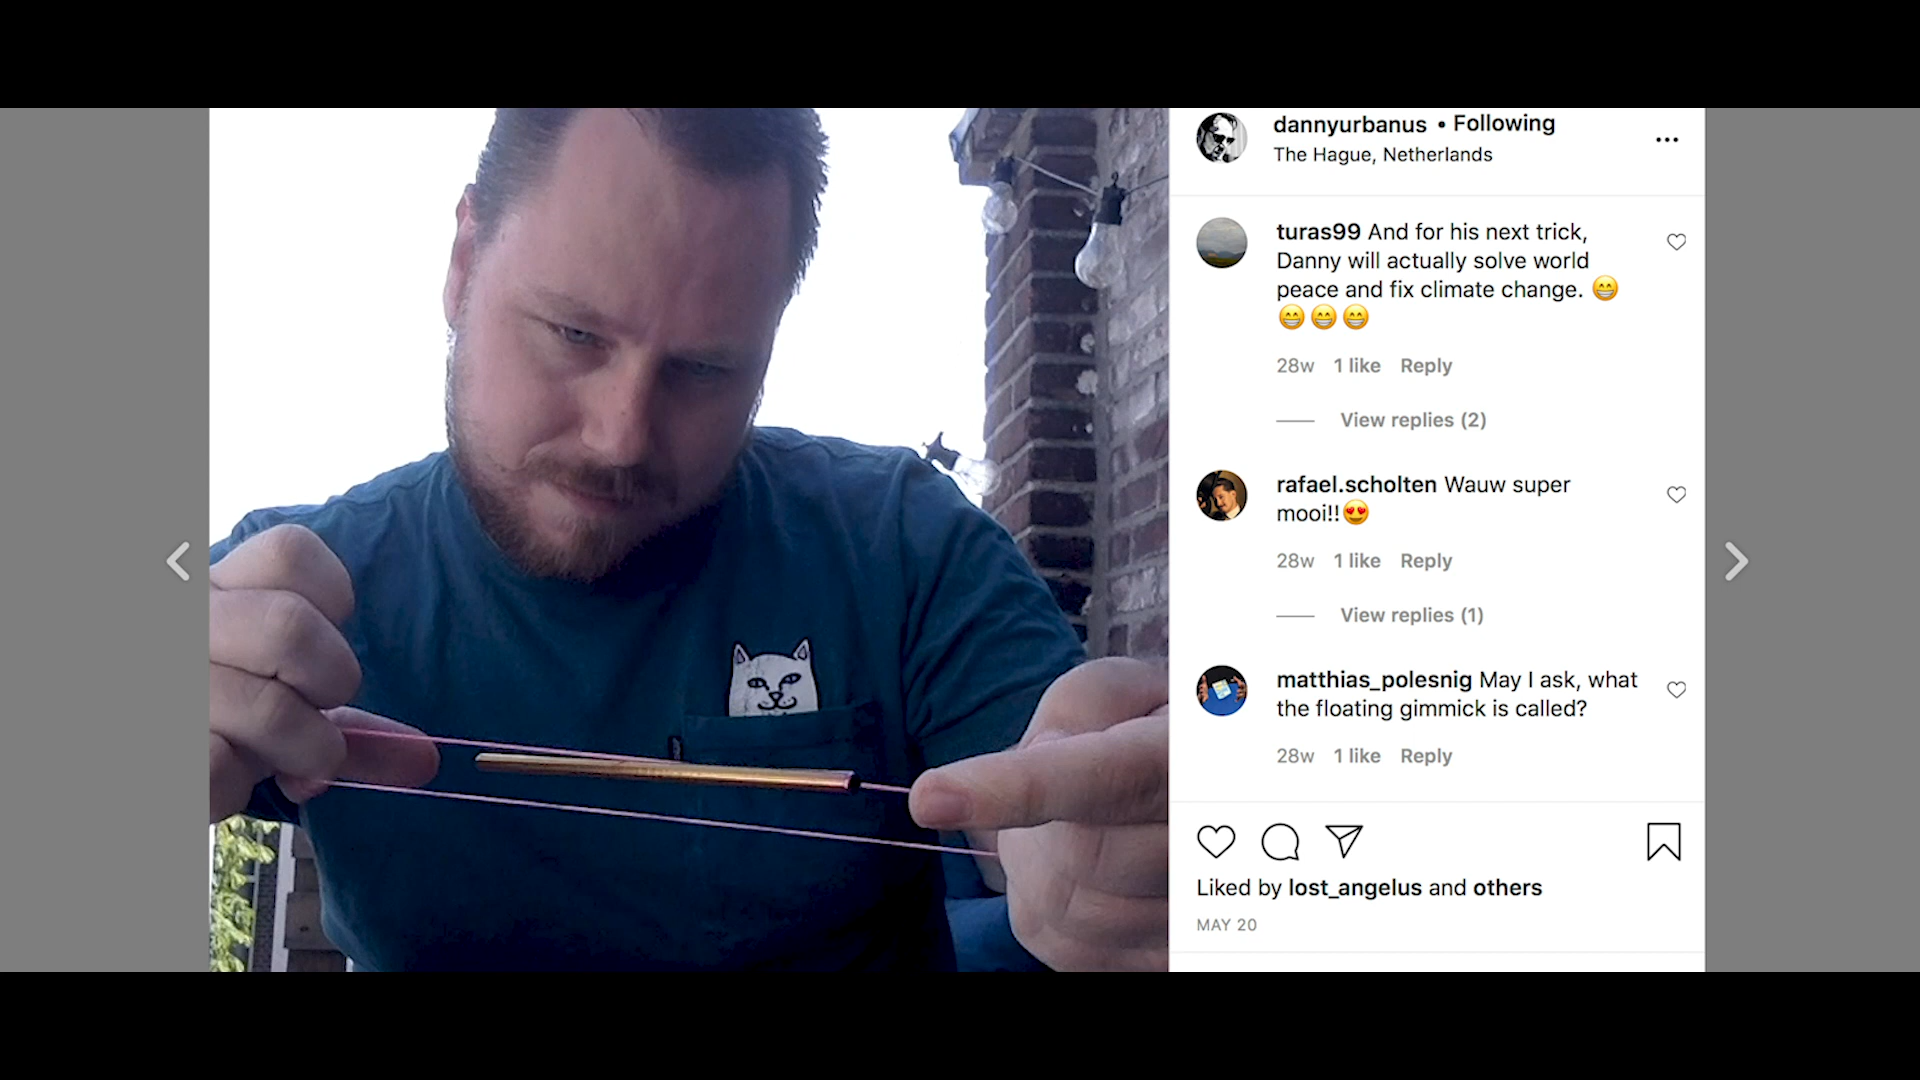 dannyurbanus • Following
The Hague, Netherlands
turas99 And for his next trick,
Danny will actually solve world
peace and fix climate change. 😁
😁😁😁
28w 1 like Reply
View replies (2)
rafael.scholten Wauw super
mooi!!😍
28w 1 like Reply
View replies (1)
matthias_polesnig May I ask, what
the floating gimmick is called?
28w 1 like Reply
Liked by lost_angelus and others
MAY 20